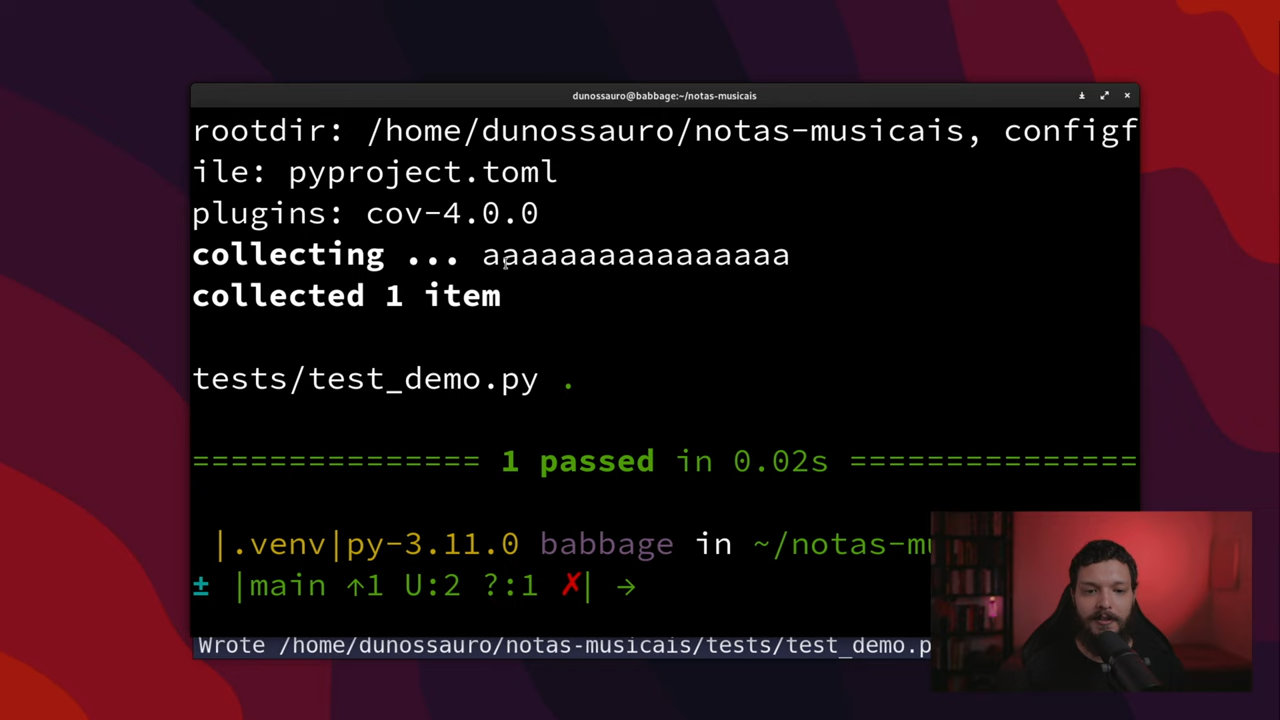 dunossauro@babbage:~/notas-musicais
rootdir: /home/dunossauro/notas-musicais, configf
ile: pyproject.toml
plugins: cov-4.0.0
collecting ... aaaaaaaaaaaaaaaa
collected 1 item
tests/test_demo.py .
=============== 1 passed in 0.02s ===============
|.venv|py-3.11.0 babbage in ~/notas-mu
± |main ↑1 U:2 ?:1 ✗| →
Wrote /home/dunossauro/notas-musicais/tests/test_demo.p